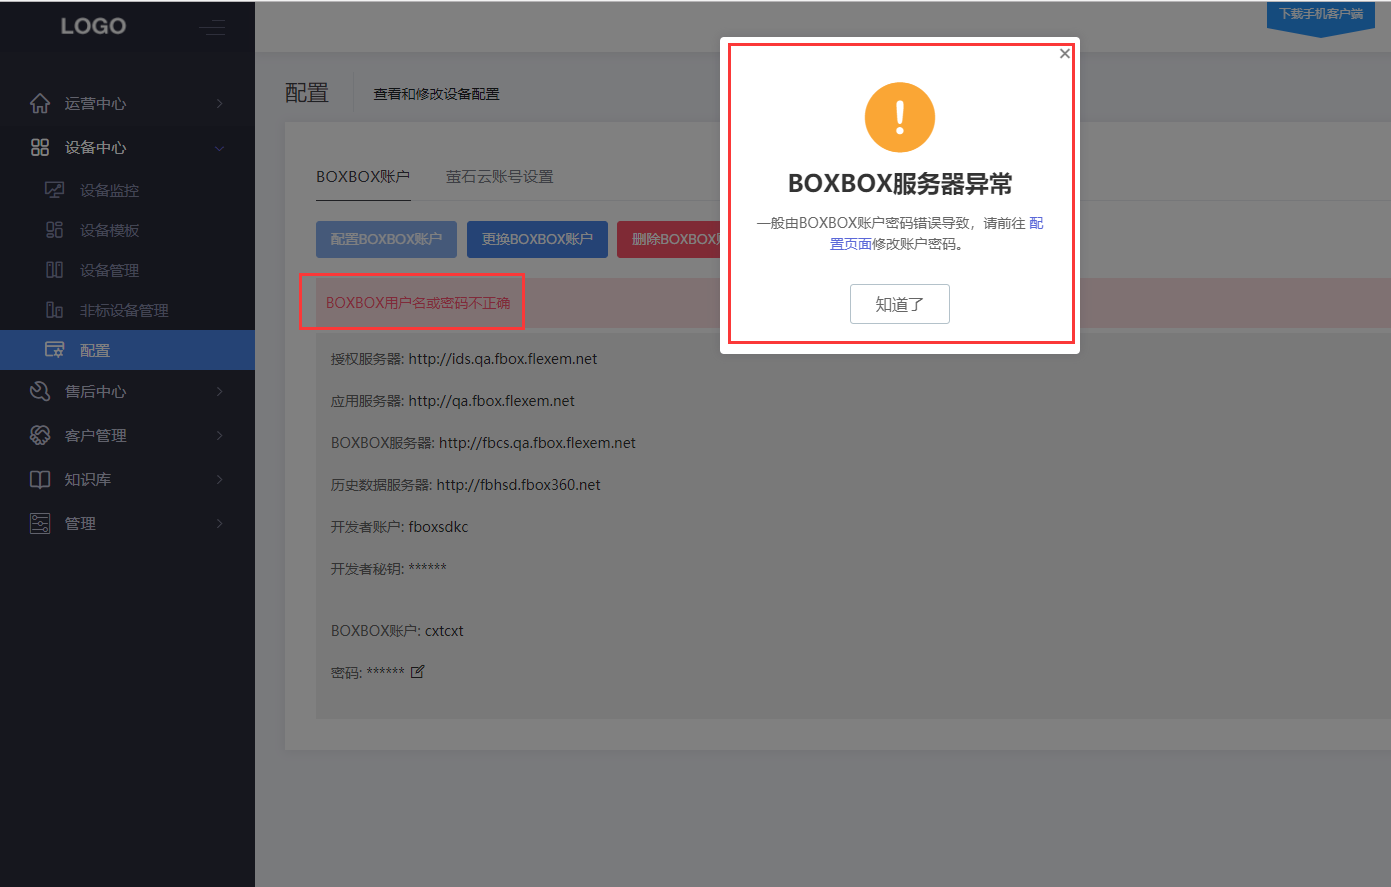 LOGO
下载手机客户端
运营中心
设备中心
设备监控
设备模板
设备管理
非标设备管理
配置
售后中心
客户管理
知识库
管理
配置
查看和修改设备配置
BOXBOX账户
萤石云账号设置
配置BOXBOX账户
更换BOXBOX账户
删除BOXBOX
BOXBOX用户名或密码不正确
授权服务器: http://ids.qa.fbox.flexem.net
应用服务器: http://qa.fbox.flexem.net
BOXBOX服务器: http://fbcs.qa.fbox.flexem.net
历史数据服务器: http://fbhsd.fbox360.net
开发者账户: fboxsdkc
开发者秘钥: ******
BOXBOX账户: cxtcxt
密码: ******
BOXBOX服务器异常
一般由BOXBOX账户密码错误导致，请前往 配
置页面修改账户密码。
知道了